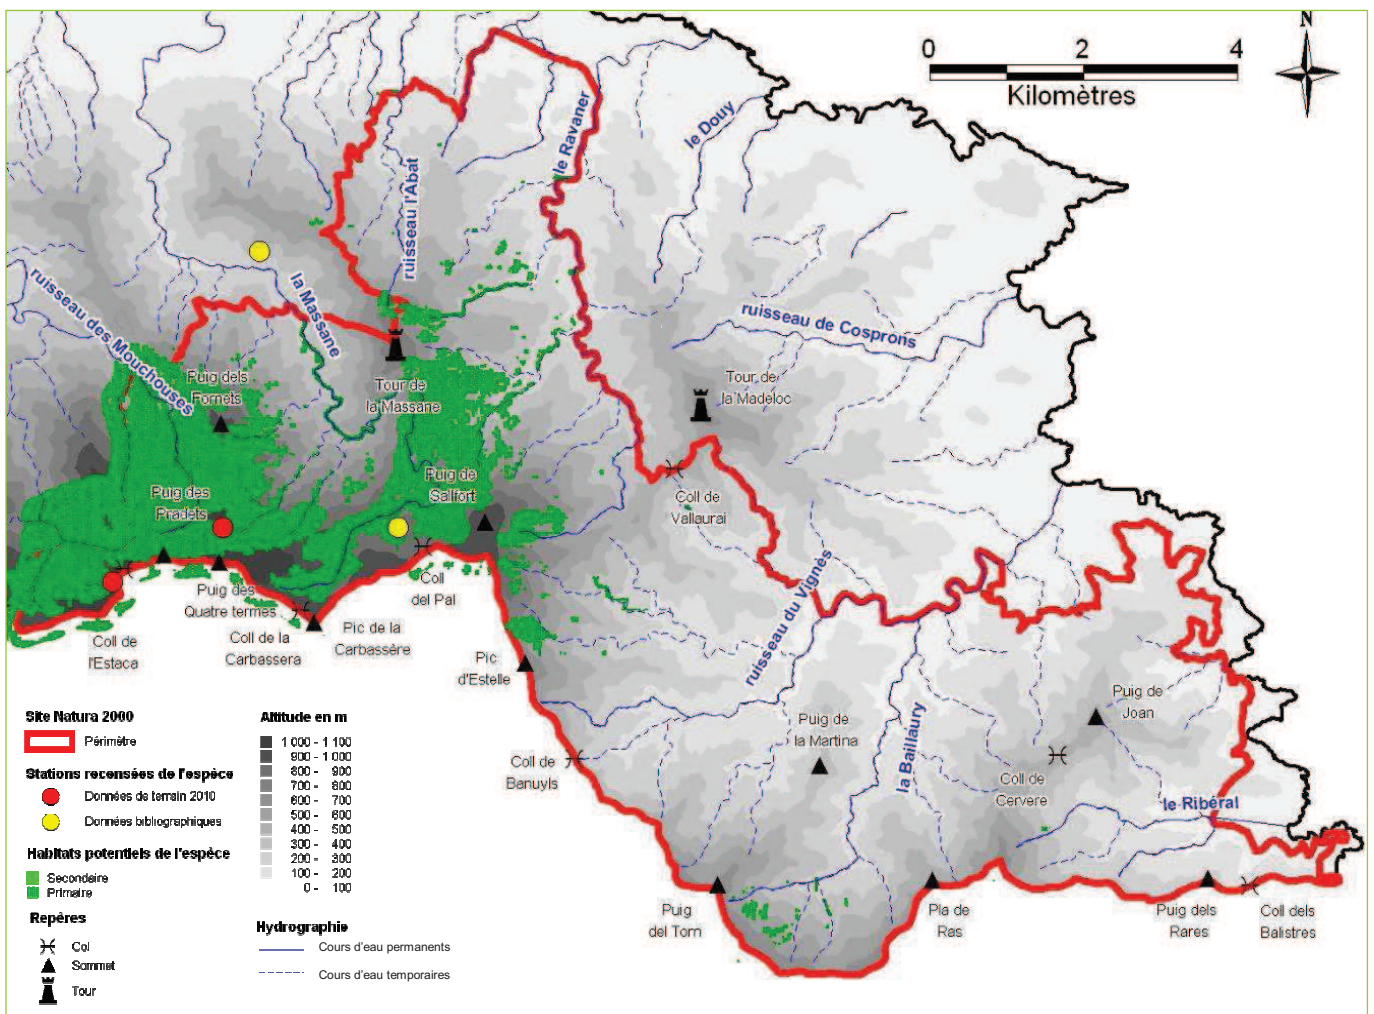 N
0 2 4
Kilomètres
le Ravaner
le Douy
ruisseau l'Abat
la Massane
ruisseau des Mouchouses
ruisseau de Cosprons
Puig dels
Fornets
Tour de
la Massane
Tour de
la Madeloc
Puig de
Sallfort
Puig des
Pradets
Coll de
Vallaurai
Puig des
Quatre termes
Coll
del Pal
Coll de
l'Estaca
Coll de la
Carbassera
Pic de la
Carbassère
Pic
d'Estelle
ruisseau du Vignès
Puig de
la Martina
la Baillaury
Puig de
Joan
Coll de
Banuyls
Coll de
Cervere
le Ribéral
Puig
del Torn
Pla de
Ras
Puig dels
Rares
Coll dels
Balistres
Site Natura 2000
Périmètre
Stations recensées de l'espèce
Données de terrain 2010
Données bibliographiques
Habitats potentiels de l'espèce
Secondaire
Primaire
Repères
Col
Sommet
Tour
Altitude en m
1 000 - 1 100
900 - 1 000
800 - 900
700 - 800
600 - 700
500 - 600
400 - 500
300 - 400
200 - 300
100 - 200
0 - 100
Hydrographie
Cours d'eau permanents
Cours d'eau temporaires